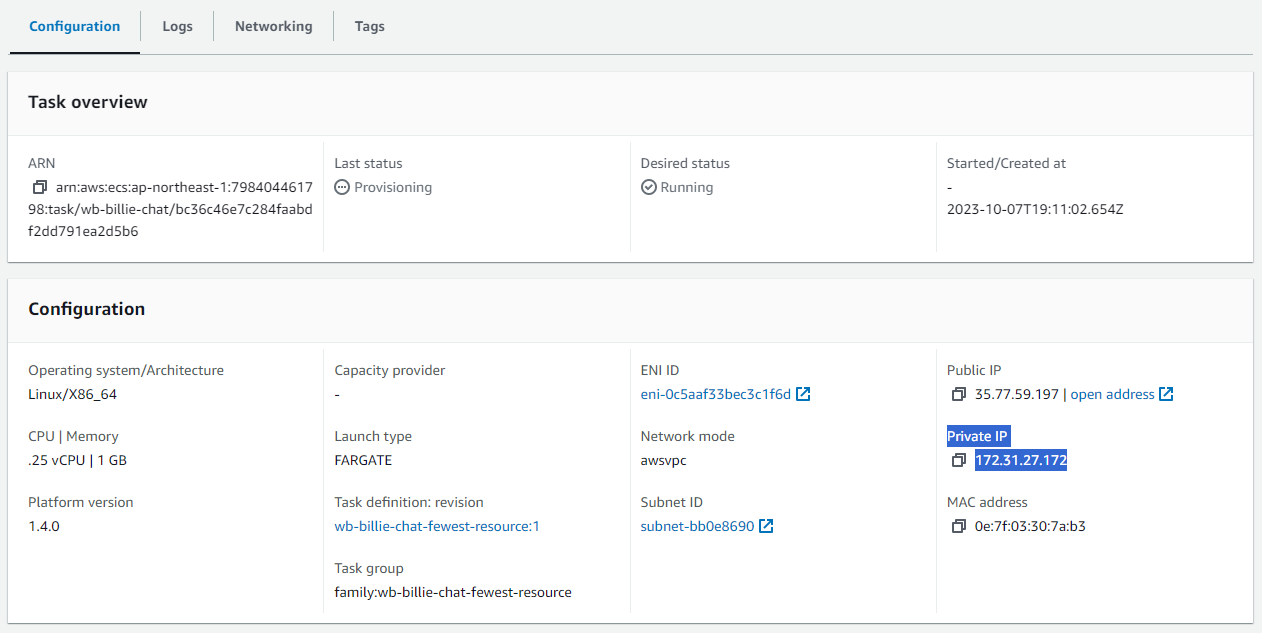 Configuration
Logs
Networking
Tags
Task overview
ARN
arn:aws:ecs:ap-northeast-1:7984044617
98:task/wb-billie-chat/bc36c46e7c284faabd
f2dd791ea2d5b6
Last status
Provisioning
Desired status
Running
Started/Created at
-
2023-10-07T19:11:02.654Z
Configuration
Operating system/Architecture
Linux/X86_64
CPU | Memory
.25 vCPU | 1 GB
Platform version
1.4.0
Capacity provider
-
Launch type
FARGATE
Task definition: revision
wb-billie-chat-fewest-resource:1
Task group
family:wb-billie-chat-fewest-resource
ENI ID
eni-0c5aaf33bec3c1f6d
Network mode
awsvpc
Subnet ID
subnet-bb0e8690
Public IP
35.77.59.197 | open address
Private IP
172.31.27.172
MAC address
0e:7f:03:30:7a:b3